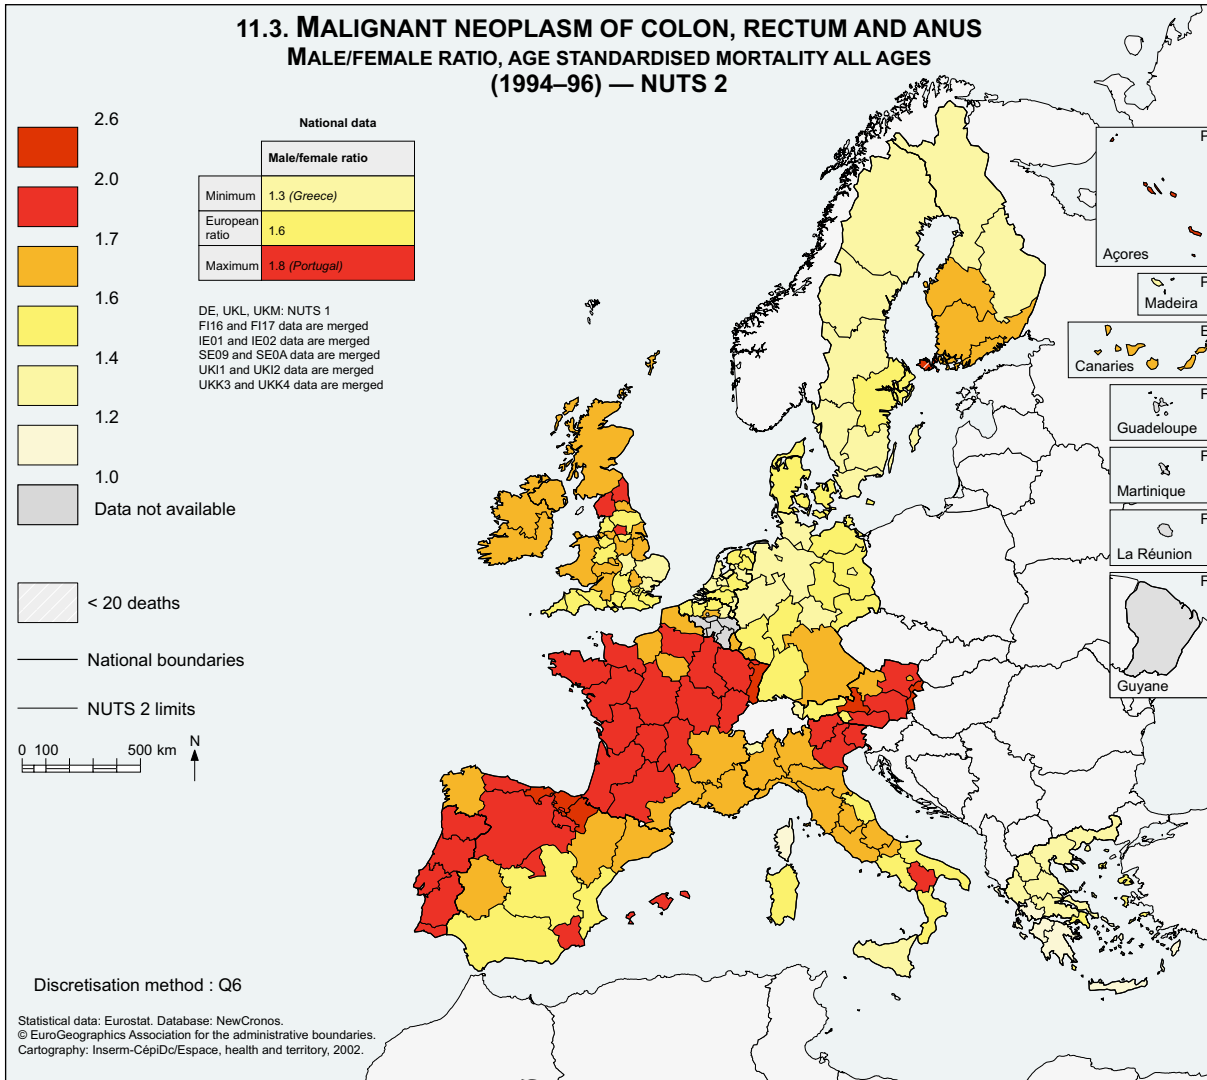 11.3. MALIGNANT NEOPLASM OF COLON, RECTUM AND ANUS
MALE/FEMALE RATIO, AGE STANDARDISED MORTALITY ALL AGES
(1994–96) — NUTS 2
2.6
2.0
1.7
1.6
1.4
1.2
1.0
Data not available
< 20 deaths
National boundaries
NUTS 2 limits
0 100 500 km
N
National data
Male/female ratio
Minimum 1.3 (Greece)
European ratio 1.6
Maximum 1.8 (Portugal)
DE, UKL, UKM: NUTS 1
FI16 and FI17 data are merged
IE01 and IE02 data are merged
SE09 and SE0A data are merged
UKI1 and UKI2 data are merged
UKK3 and UKK4 data are merged
F
Açores
F
Madeira
E
Canaries
F
Guadeloupe
F
Martinique
F
La Réunion
F
Guyane
Discretisation method : Q6
Statistical data: Eurostat. Database: NewCronos.
© EuroGeographics Association for the administrative boundaries.
Cartography: Inserm-CépiDc/Espace, health and territory, 2002.